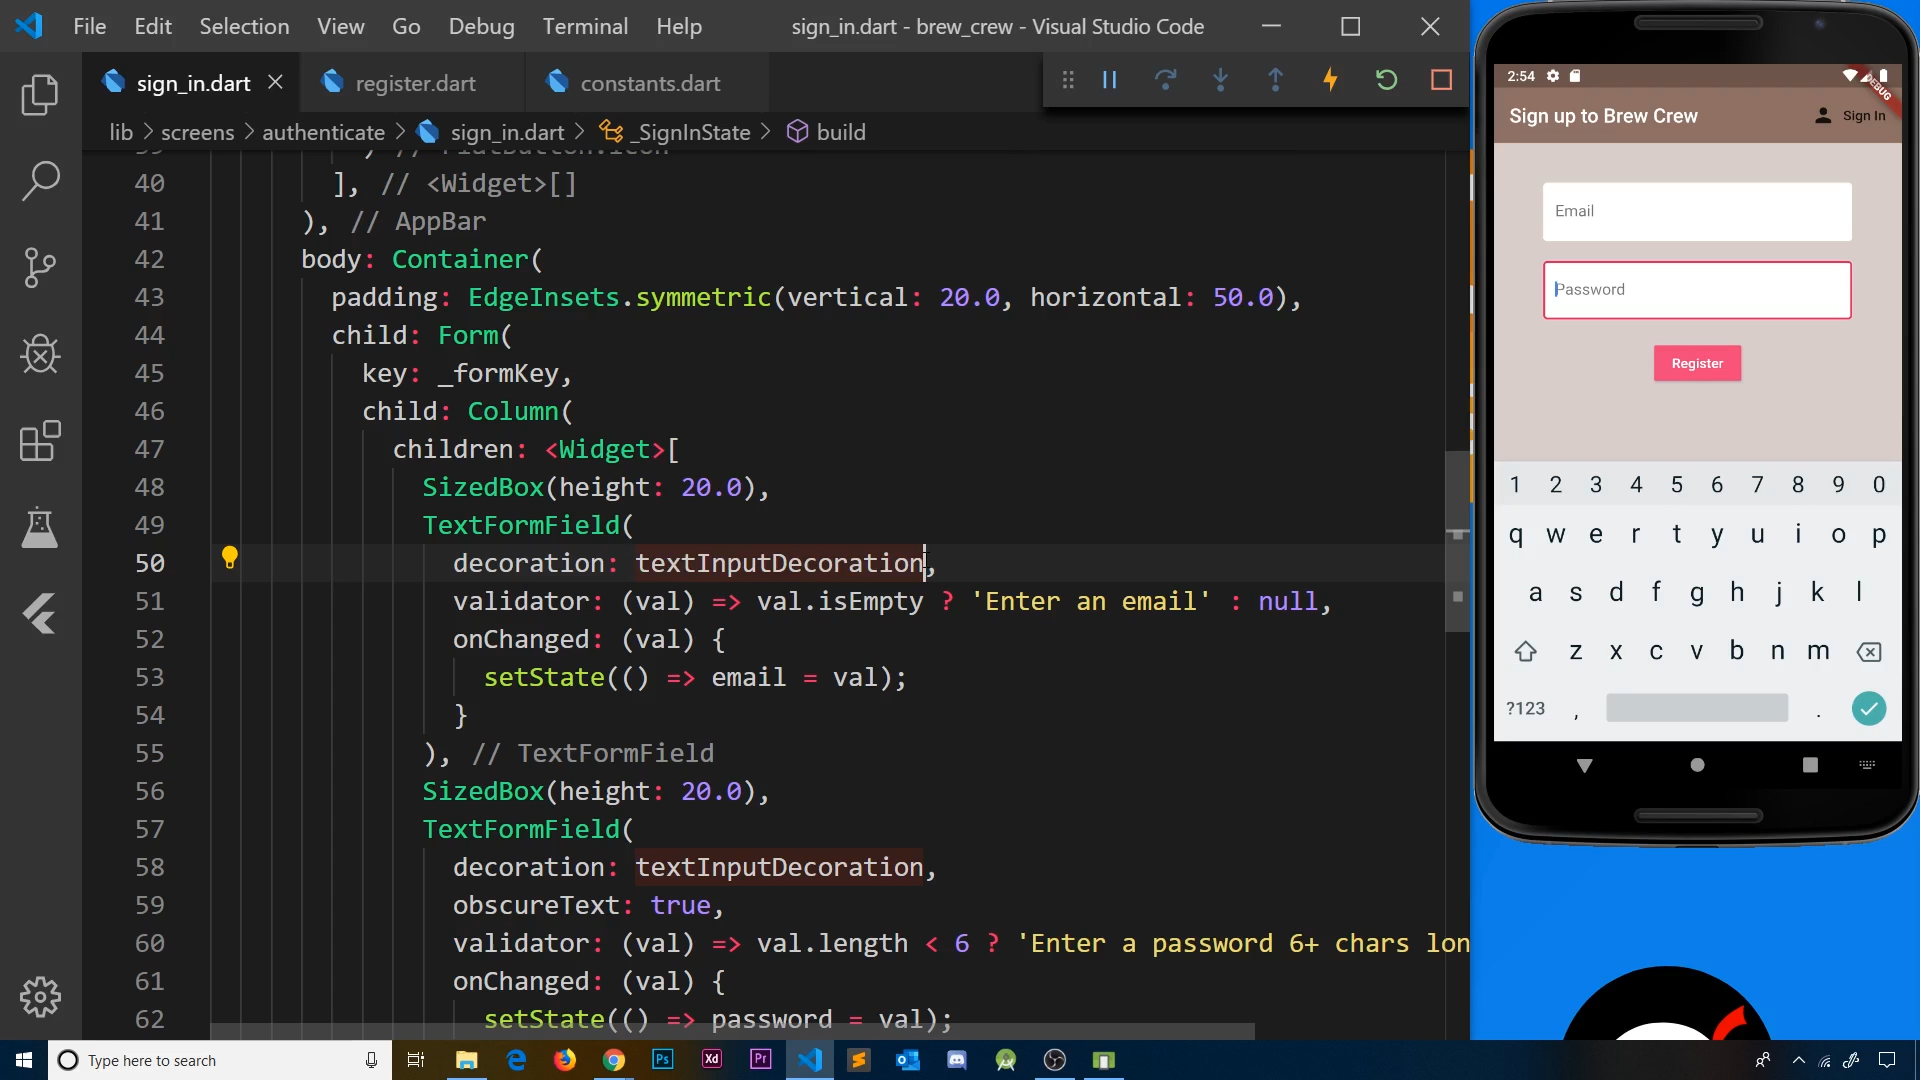 File Edit Selection View Go Debug Terminal Help sign_in.dart - brew_crew - Visual Studio Code
sign_in.dart register.dart constants.dart
lib > screens > authenticate > sign_in.dart > _SignInState > build
40 ], // <Widget>[]
41 ), // AppBar
42 body: Container(
43 padding: EdgeInsets.symmetric(vertical: 20.0, horizontal: 50.0),
44 child: Form(
45 key: _formKey,
46 child: Column(
47 children: <Widget>[
48 SizedBox(height: 20.0),
49 TextFormField(
50 decoration: textInputDecoration,
51 validator: (val) => val.isEmpty ? 'Enter an email' : null,
52 onChanged: (val) {
53 setState(() => email = val);
54 }
55 ), // TextFormField
56 SizedBox(height: 20.0),
57 TextFormField(
58 decoration: textInputDecoration,
59 obscureText: true,
60 validator: (val) => val.length < 6 ? 'Enter a password 6+ chars lon
61 onChanged: (val) {
62 setState(() => password = val);
2:54
DEBUG
Sign up to Brew Crew Sign In
Email
Password
Register
1 2 3 4 5 6 7 8 9 0
q w e r t y u i o p
a s d f g h j k l
z x c v b n m
?123 , .
Type here to search
Ps Xd Pr